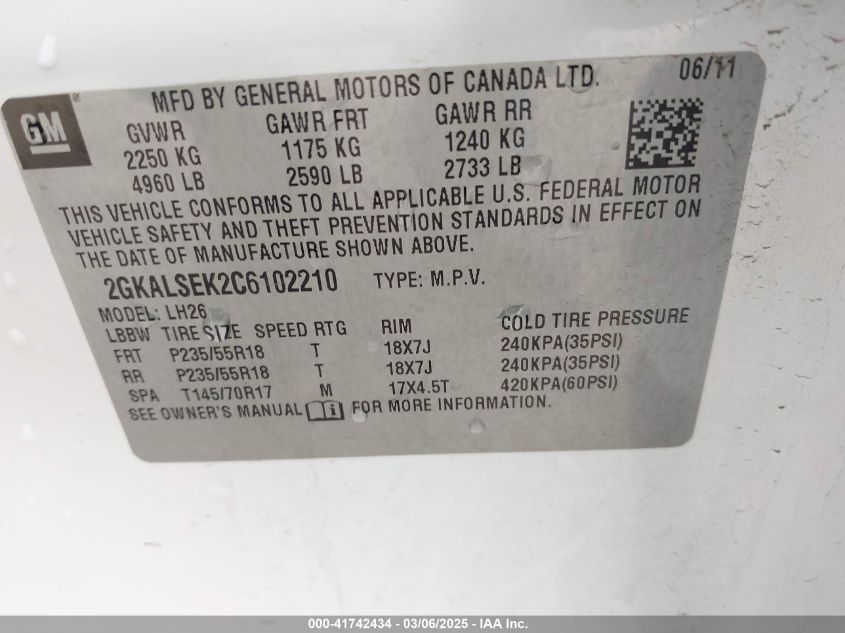 GM ®
MFD BY GENERAL MOTORS OF CANADA LTD. 06/11
GVWR GAWR FRT GAWR RR
2250 KG 1175 KG 1240 KG
4960 LB 2590 LB 2733 LB
THIS VEHICLE CONFORMS TO ALL APPLICABLE U.S. FEDERAL MOTOR
VEHICLE SAFETY AND THEFT PREVENTION STANDARDS IN EFFECT ON
THE DATE OF MANUFACTURE SHOWN ABOVE.
2GKALSEK2C6102210 TYPE: M.P.V.
MODEL: LH26
LBBW TIRE SIZE SPEED RTG RIM COLD TIRE PRESSURE
FRT P235/55R18 T 18X7J 240KPA(35PSI)
RR P235/55R18 T 18X7J 240KPA(35PSI)
SPA T145/70R17 M 17X4.5T 420KPA(60PSI)
SEE OWNER'S MANUAL FOR MORE INFORMATION.
000-41742434 - 03/06/2025 - IAA Inc.